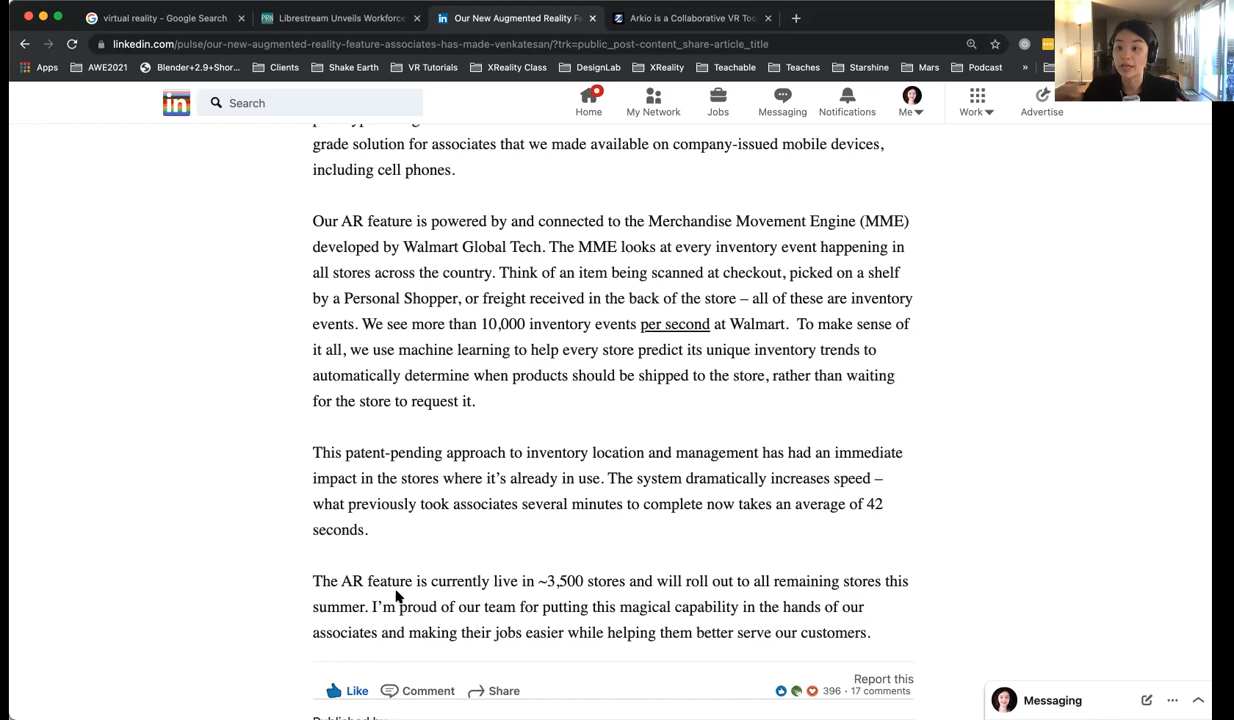 virtual reality - Google Search
Librestream Unveils Workforce
Our New Augmented Reality Fe
Arkio is a Collaborative VR Too
linkedin.com/pulse/our-new-augmented-reality-feature-associates-has-made-venkatesan/?trk=public_post-content_share-article_title
Apps AWE2021 Blender+2.9+Shor... Clients Shake Earth VR Tutorials XReality Class DesignLab XReality Teachable Teaches Starshine Mars Podcast »
in Search
Home My Network Jobs Messaging Notifications Me Work Advertise
grade solution for associates that we made available on company-issued mobile devices,
including cell phones.
Our AR feature is powered by and connected to the Merchandise Movement Engine (MME)
developed by Walmart Global Tech. The MME looks at every inventory event happening in
all stores across the country. Think of an item being scanned at checkout, picked on a shelf
by a Personal Shopper, or freight received in the back of the store – all of these are inventory
events. We see more than 10,000 inventory events per second at Walmart. To make sense of
it all, we use machine learning to help every store predict its unique inventory trends to
automatically determine when products should be shipped to the store, rather than waiting
for the store to request it.
This patent-pending approach to inventory location and management has had an immediate
impact in the stores where it’s already in use. The system dramatically increases speed –
what previously took associates several minutes to complete now takes an average of 42
seconds.
The AR feature is currently live in ~3,500 stores and will roll out to all remaining stores this
summer. I’m proud of our team for putting this magical capability in the hands of our
associates and making their jobs easier while helping them better serve our customers.
Report this
Like Comment Share 396 · 17 comments
Messaging